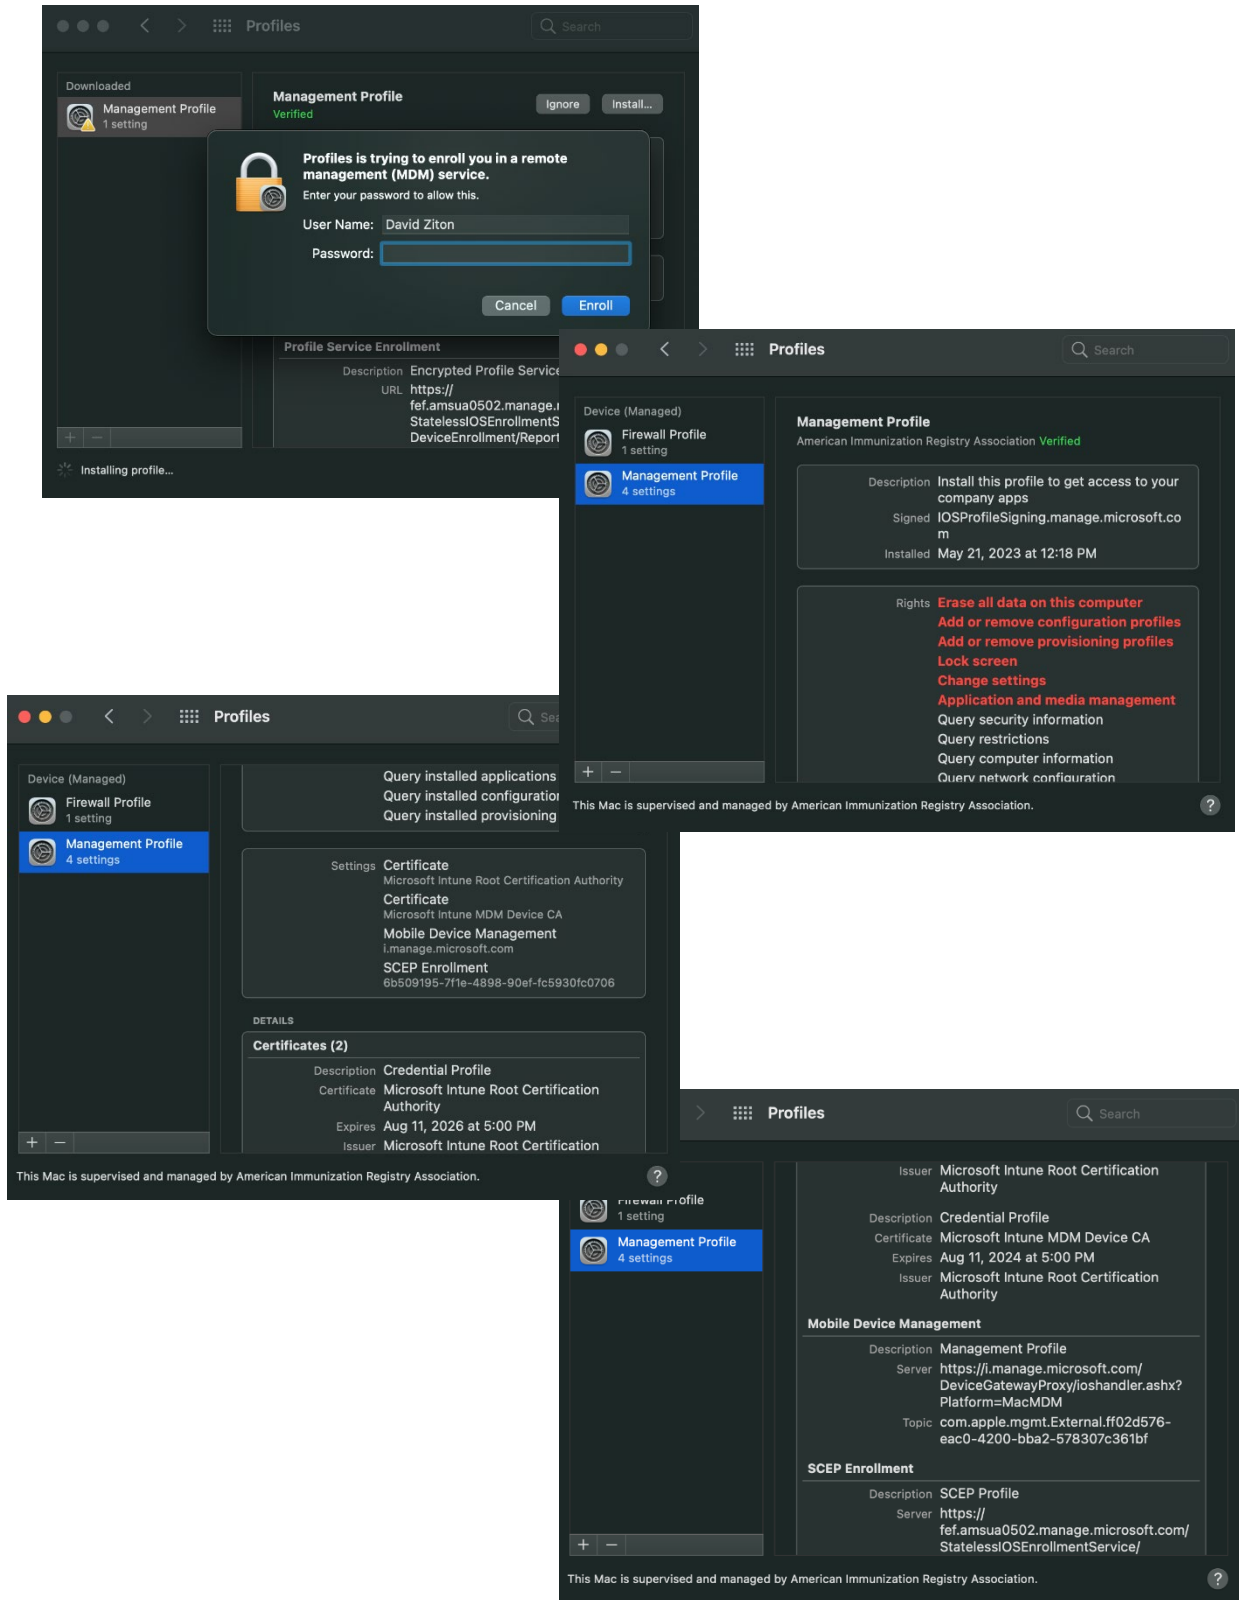 Profiles
Search
Downloaded
Management Profile
1 setting
Management Profile
Verified
Ignore
Install...
Profiles is trying to enroll you in a remote
management (MDM) service.
Enter your password to allow this.
User Name: David Ziton
Password:
Cancel
Enroll
Profile Service Enrollment
Description Encrypted Profile Service
URL https://
fef.amsua0502.manage.
StatelessIOSEnrollmentS
DeviceEnrollment/Report
+ −
Installing profile...
Profiles
Search
Device (Managed)
Firewall Profile
1 setting
Management Profile
4 settings
Management Profile
American Immunization Registry Association Verified
Description Install this profile to get access to your
company apps
Signed IOSProfileSigning.manage.microsoft.co
m
Installed May 21, 2023 at 12:18 PM
Rights Erase all data on this computer
Add or remove configuration profiles
Add or remove provisioning profiles
Lock screen
Change settings
Application and media management
Query security information
Query restrictions
Query computer information
Query network configuration
+ −
This Mac is supervised and managed by American Immunization Registry Association.
?
Profiles
Sea
Device (Managed)
Firewall Profile
1 setting
Management Profile
4 settings
Query installed applications
Query installed configuration
Query installed provisioning
Settings Certificate
Microsoft Intune Root Certification Authority
Certificate
Microsoft Intune MDM Device CA
Mobile Device Management
i.manage.microsoft.com
SCEP Enrollment
6b509195-7f1e-4898-90ef-fc5930fc0706
DETAILS
Certificates (2)
Description Credential Profile
Certificate Microsoft Intune Root Certification
Authority
Expires Aug 11, 2026 at 5:00 PM
Issuer Microsoft Intune Root Certification
+ −
This Mac is supervised and managed by American Immunization Registry Association.
?
Profiles
Search
Firewall Profile
1 setting
Management Profile
4 settings
Issuer Microsoft Intune Root Certification
Authority
Description Credential Profile
Certificate Microsoft Intune MDM Device CA
Expires Aug 11, 2024 at 5:00 PM
Issuer Microsoft Intune Root Certification
Authority
Mobile Device Management
Description Management Profile
Server https://i.manage.microsoft.com/
DeviceGatewayProxy/ioshandler.ashx?
Platform=MacMDM
Topic com.apple.mgmt.External.ff02d576-
eac0-4200-bba2-578307c361bf
SCEP Enrollment
Description SCEP Profile
Server https://
fef.amsua0502.manage.microsoft.com/
StatelessIOSEnrollmentService/
+ −
This Mac is supervised and managed by American Immunization Registry Association.
?